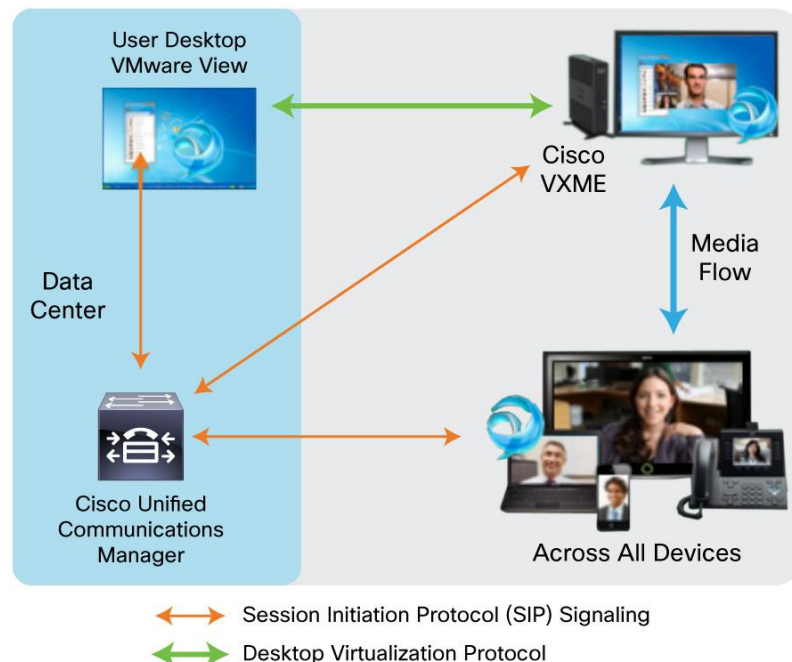 User Desktop
VMware View
Cisco
VXME
Media
Flow
Data
Center
Cisco Unified
Communications
Manager
Across All Devices
Session Initiation Protocol (SIP) Signaling
Desktop Virtualization Protocol